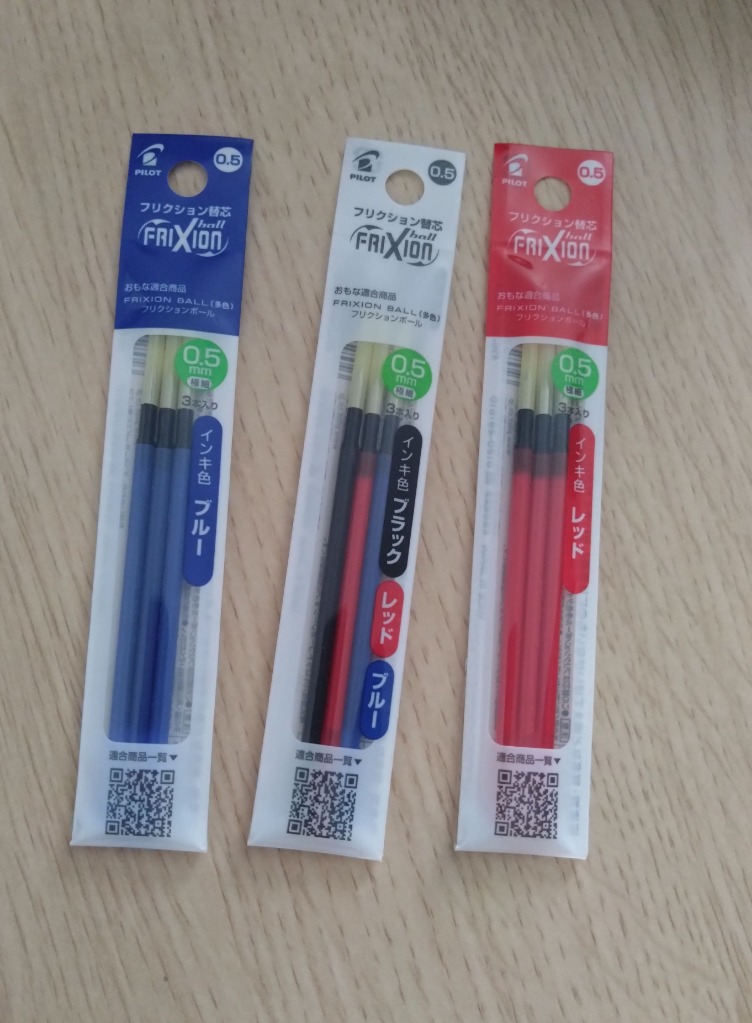 PILOT
0.5
フリクション替芯
ball
FRIXION
おもな適合商品
FRIXION BALL(多色)
フリクションボール
0.5
mm
極細
3本入り
インキ色 ブルー
適合商品一覧▼
PILOT
0.5
フリクション替芯
ball
FRIXION
おもな適合商品
FRIXION BALL(多色)
フリクションボール
0.5
mm
極細
3本入り
インキ色 ブラック
レッド
ブルー
適合商品一覧▼
PILOT
0.5
フリクション替芯
ball
FRIXION
おもな適合商品
FRIXION BALL(多色)
フリクションボール
0.5
mm
極細
3本入り
インキ色 レッド
適合商品一覧▼